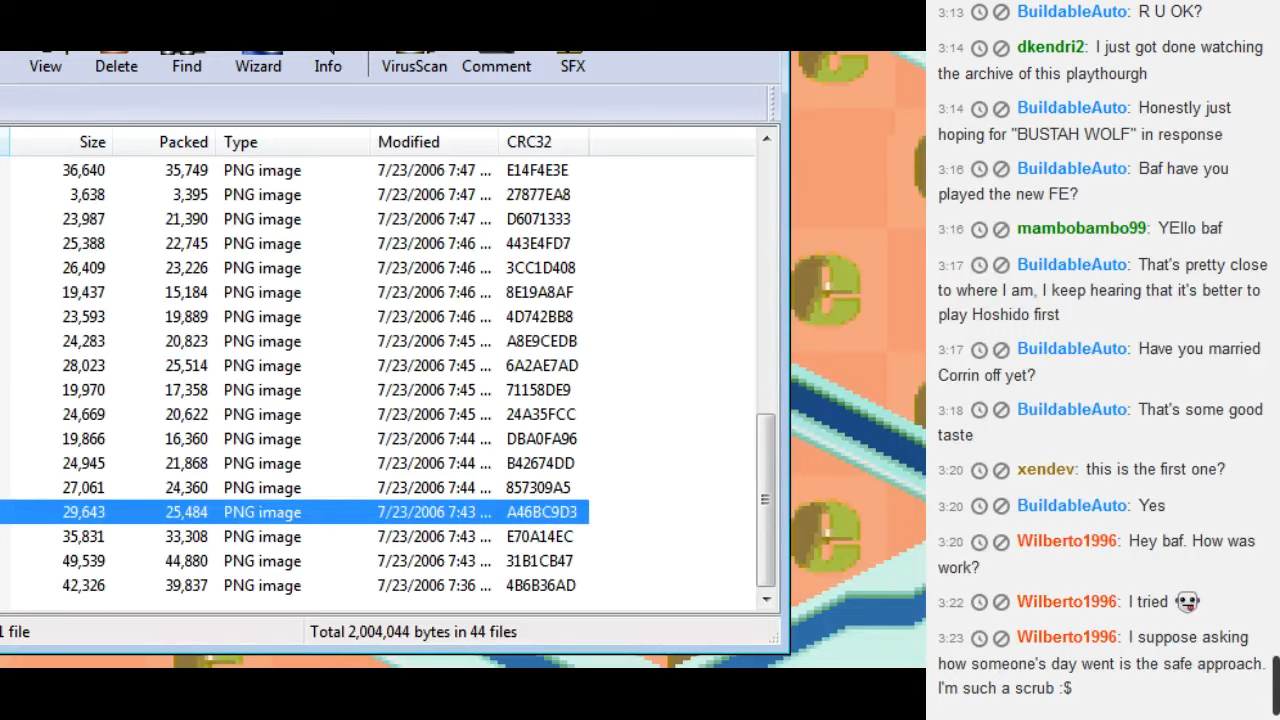 View Delete Find Wizard Info VirusScan Comment SFX
Size Packed Type Modified CRC32
36,640 35,749 PNG image 7/23/2006 7:47 ... E14F4E3E
3,638 3,395 PNG image 7/23/2006 7:47 ... 27877EA8
23,987 21,390 PNG image 7/23/2006 7:47 ... D6071333
25,388 22,745 PNG image 7/23/2006 7:46 ... 443E4FD7
26,409 23,226 PNG image 7/23/2006 7:46 ... 3CC1D408
19,437 15,184 PNG image 7/23/2006 7:46 ... 8E19A8AF
23,593 19,889 PNG image 7/23/2006 7:46 ... 4D742BB8
24,283 20,823 PNG image 7/23/2006 7:45 ... A8E9CEDB
28,023 25,514 PNG image 7/23/2006 7:45 ... 6A2AE7AD
19,970 17,358 PNG image 7/23/2006 7:45 ... 71158DE9
24,669 20,622 PNG image 7/23/2006 7:45 ... 24A35FCC
19,866 16,360 PNG image 7/23/2006 7:44 ... DBA0FA96
24,945 21,868 PNG image 7/23/2006 7:44 ... B42674DD
27,061 24,360 PNG image 7/23/2006 7:44 ... 857309A5
29,643 25,484 PNG image 7/23/2006 7:43 ... A46BC9D3
35,831 33,308 PNG image 7/23/2006 7:43 ... E70A14EC
49,539 44,880 PNG image 7/23/2006 7:43 ... 31B1CB47
42,326 39,837 PNG image 7/23/2006 7:36 ... 4B6B36AD
1 file Total 2,004,044 bytes in 44 files
3:13 BuildableAuto: R U OK?
3:14 dkendri2: I just got done watching
the archive of this playthourgh
3:14 BuildableAuto: Honestly just
hoping for "BUSTAH WOLF" in response
3:16 BuildableAuto: Baf have you
played the new FE?
3:16 mambobambo99: YEllo baf
3:17 BuildableAuto: That's pretty close
to where I am, I keep hearing that it's better to
play Hoshido first
3:17 BuildableAuto: Have you married
Corrin off yet?
3:18 BuildableAuto: That's some good
taste
3:20 xendev: this is the first one?
3:20 BuildableAuto: Yes
3:20 Wilberto1996: Hey baf. How was
work?
3:22 Wilberto1996: I tried
3:23 Wilberto1996: I suppose asking
how someone's day went is the safe approach.
I'm such a scrub :$